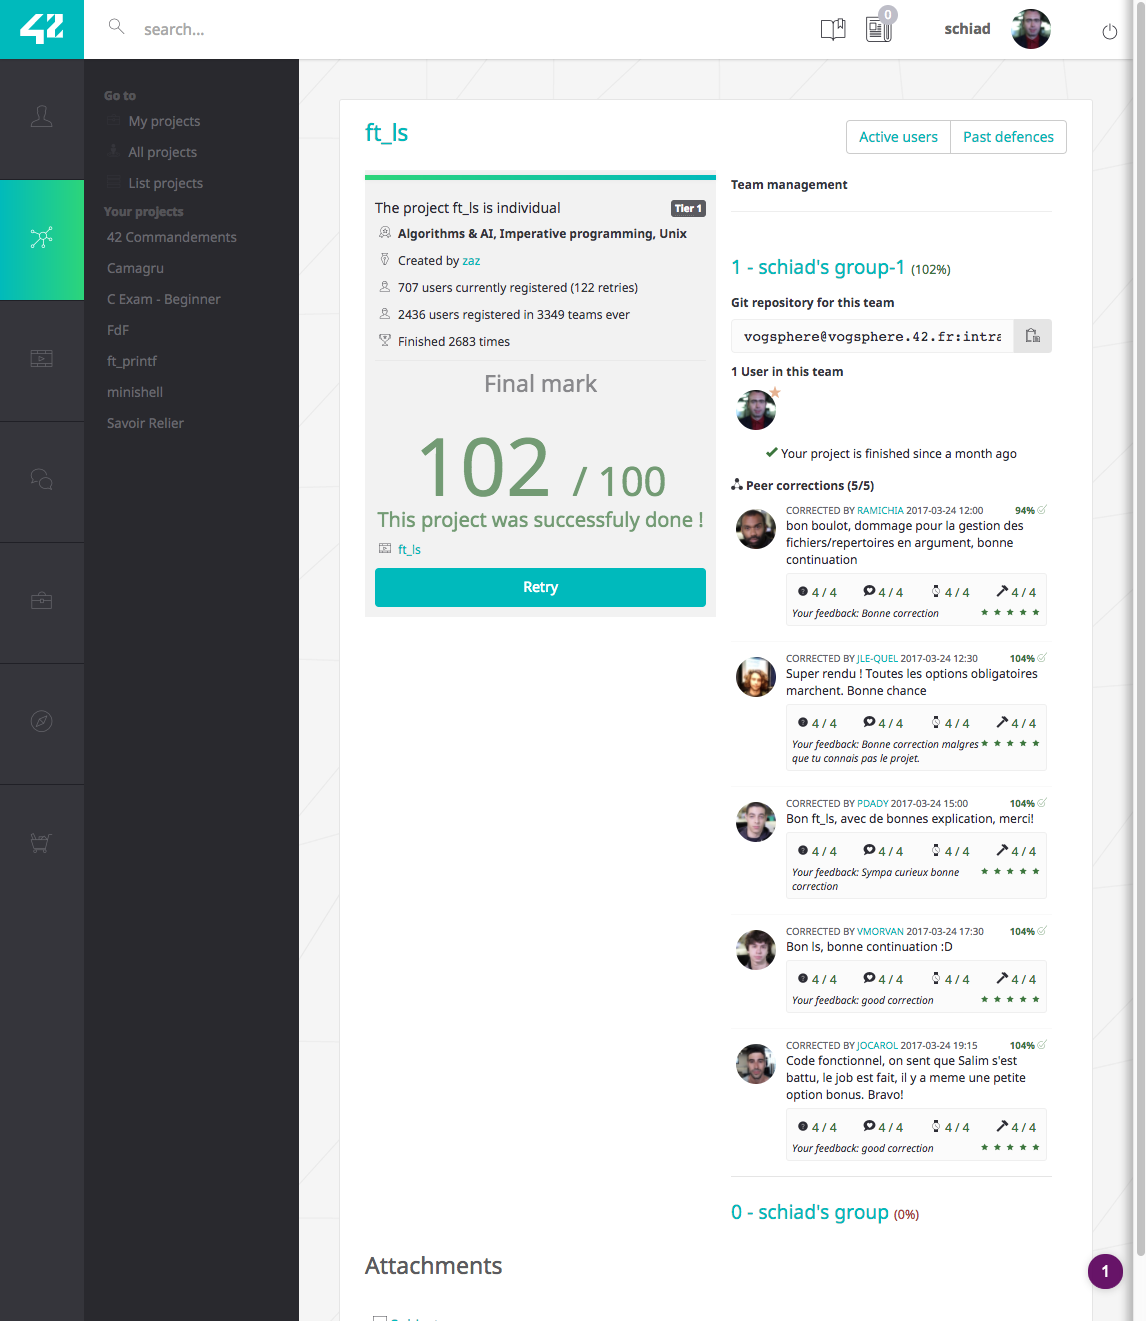 42
search...
0
schiad
Go to
My projects
All projects
List projects
Your projects
42 Commandements
Camagru
C Exam - Beginner
FdF
ft_printf
minishell
Savoir Relier
ft_ls
Active users
Past defences
The project ft_ls is individual
Tier 1
Algorithms & AI, Imperative programming, Unix
Created by zaz
707 users currently registered (122 retries)
2436 users registered in 3349 teams ever
Finished 2683 times
Final mark
102 / 100
This project was successfuly done !
ft_ls
Retry
Team management
1 - schiad's group-1 (102%)
Git repository for this team
vogsphere@vogsphere.42.fr:intra
1 User in this team
Your project is finished since a month ago
Peer corrections (5/5)
CORRECTED BY RAMICHIA 2017-03-24 12:00 94%
bon boulot, dommage pour la gestion des
fichiers/repertoires en argument, bonne
continuation
4 / 4 4 / 4 4 / 4 4 / 4
Your feedback: Bonne correction
CORRECTED BY JLE-QUEL 2017-03-24 12:30 104%
Super rendu ! Toutes les options obligatoires
marchent. Bonne chance
4 / 4 4 / 4 4 / 4 4 / 4
Your feedback: Bonne correction malgres
que tu connais pas le projet.
CORRECTED BY PDADY 2017-03-24 15:00 104%
Bon ft_ls, avec de bonnes explication, merci!
4 / 4 4 / 4 4 / 4 4 / 4
Your feedback: Sympa curieux bonne
correction
CORRECTED BY VMORVAN 2017-03-24 17:30 104%
Bon ls, bonne continuation :D
4 / 4 4 / 4 4 / 4 4 / 4
Your feedback: good correction
CORRECTED BY JOCAROL 2017-03-24 19:15 104%
Code fonctionnel, on sent que Salim s'est
battu, le job est fait, il y a meme une petite
option bonus. Bravo!
4 / 4 4 / 4 4 / 4 4 / 4
Your feedback: good correction
0 - schiad's group (0%)
Attachments
1